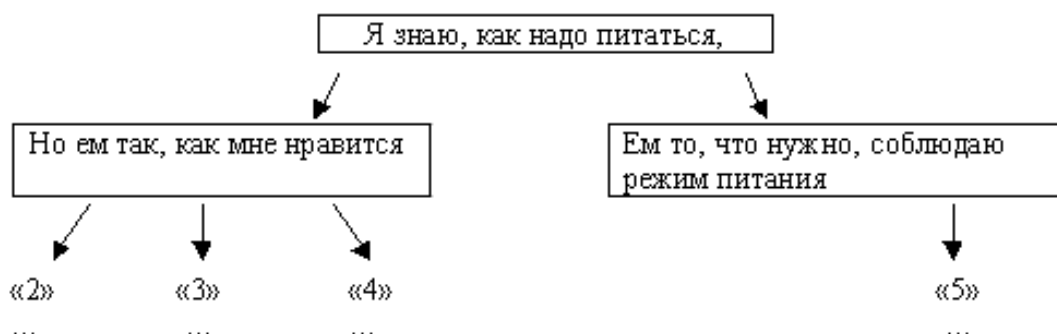 Я знаю, как надо питаться,
Но ем так, как мне нравится
Ем то, что нужно, соблюдаю
режим питания
«2» «3» «4» «5»